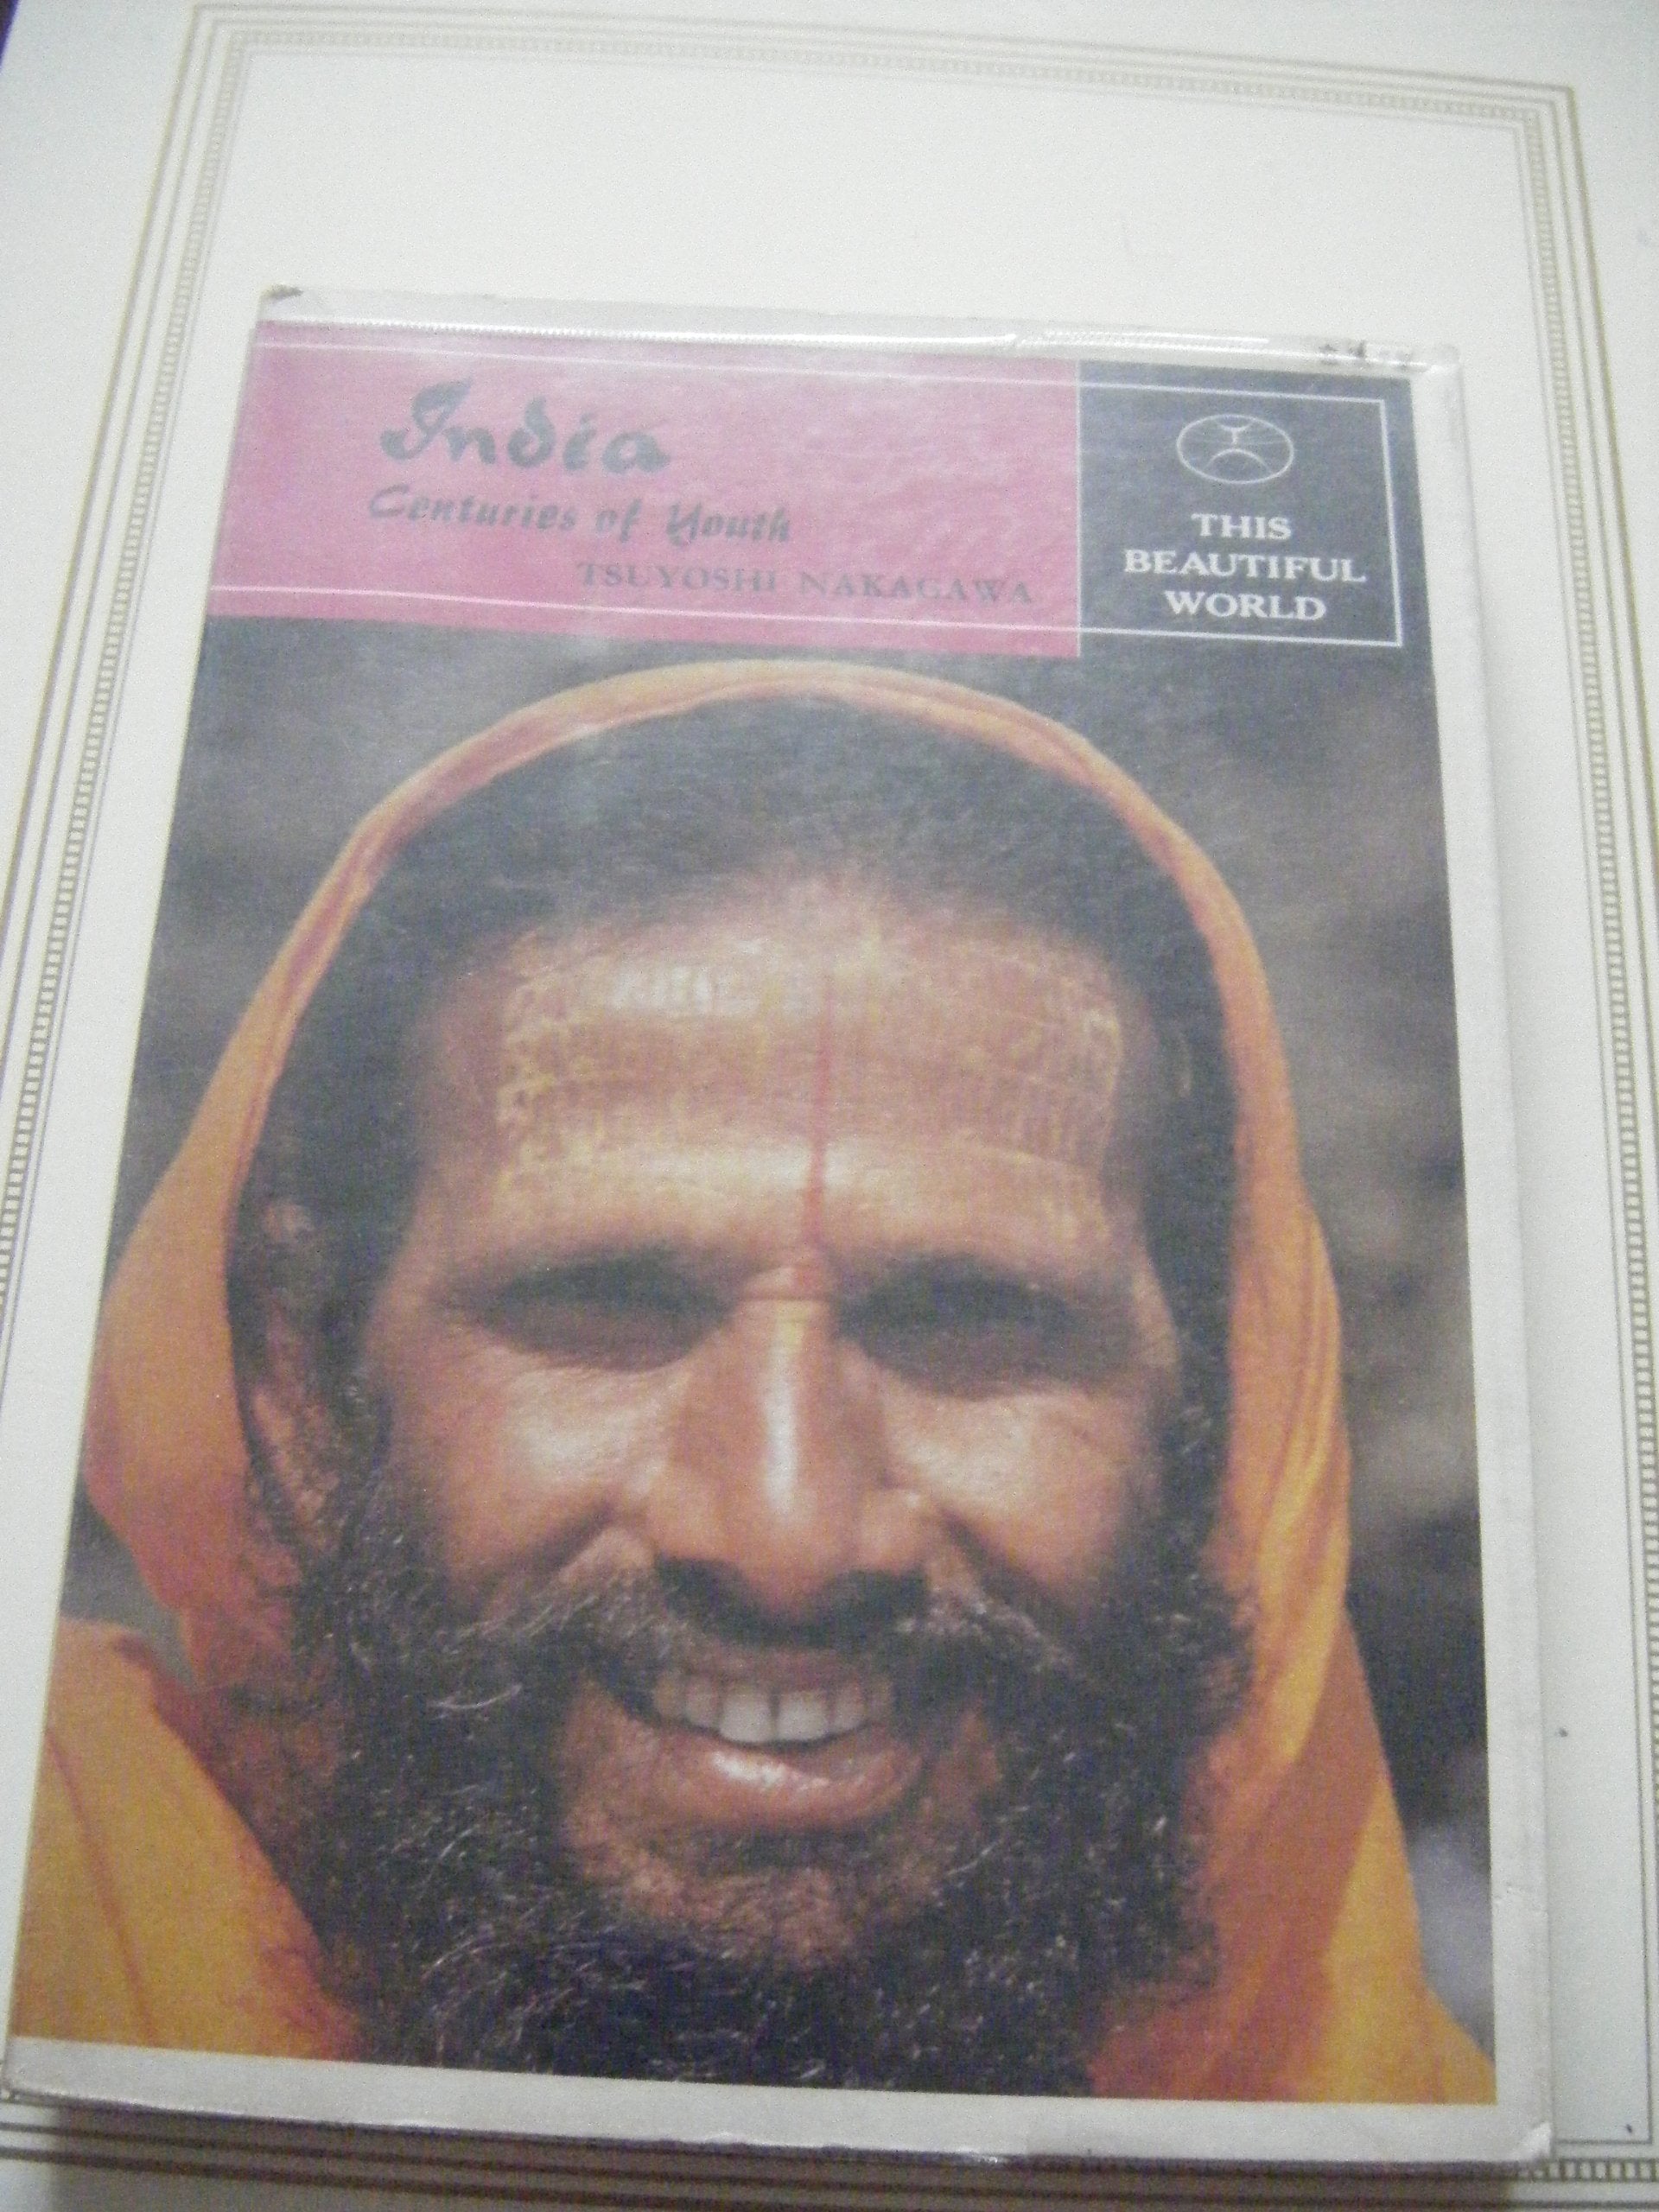 India
Centuries of Youth
TSUYOSHI NAKAGAWA
THIS
BEAUTIFUL
WORLD